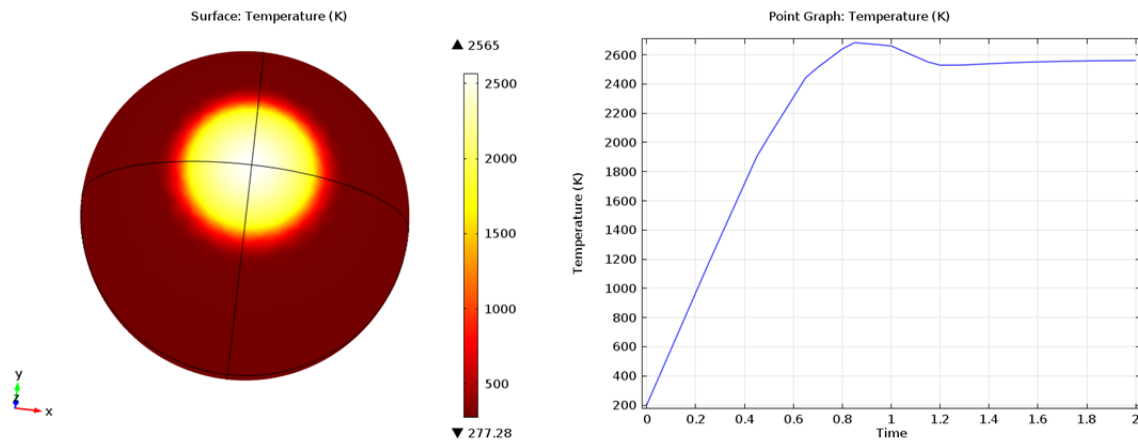 Surface: Temperature (K)
▲ 2565
2500
2000
1500
1000
500
▼ 277.28
y
z
x
Point Graph: Temperature (K)
Temperature (K)
2600
2400
2200
2000
1800
1600
1400
1200
1000
800
600
400
200
0 0.2 0.4 0.6 0.8 1 1.2 1.4 1.6 1.8 2
Time